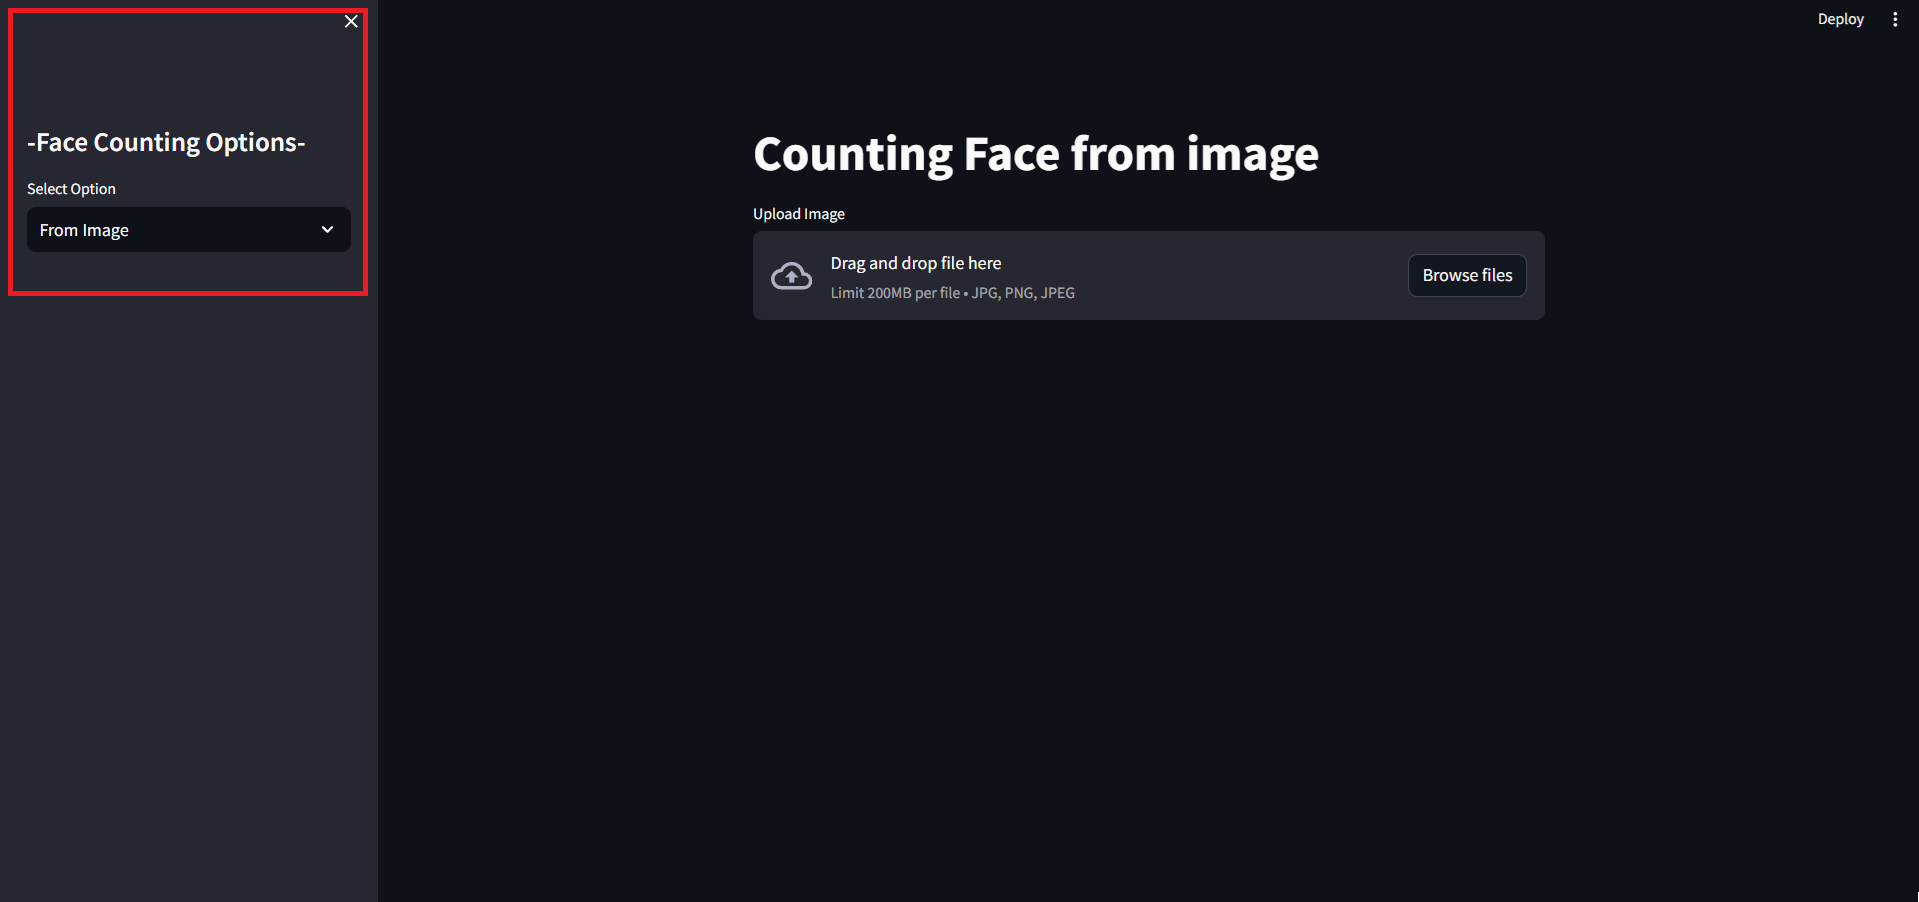 Deploy
-Face Counting Options-
Select Option
From Image
Counting Face from image
Upload Image
Drag and drop file here
Limit 200MB per file • JPG, PNG, JPEG
Browse files